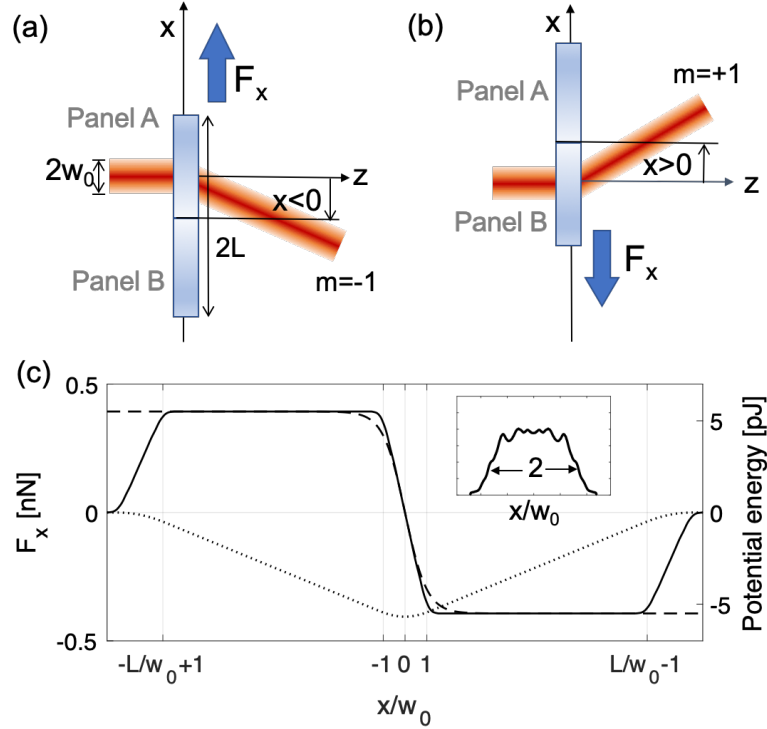 (a)
x
F_x
Panel A
2w_0
z
x<0
2L
Panel B
m=-1
(b)
x
m=+1
Panel A
x>0
z
Panel B
F_x
(c)
0.5
0
-0.5
F_x [nN]
2
x/w_0
5
0
-5
Potential energy [pJ]
-L/w_0+1
-1 0 1
L/w_0-1
x/w_0